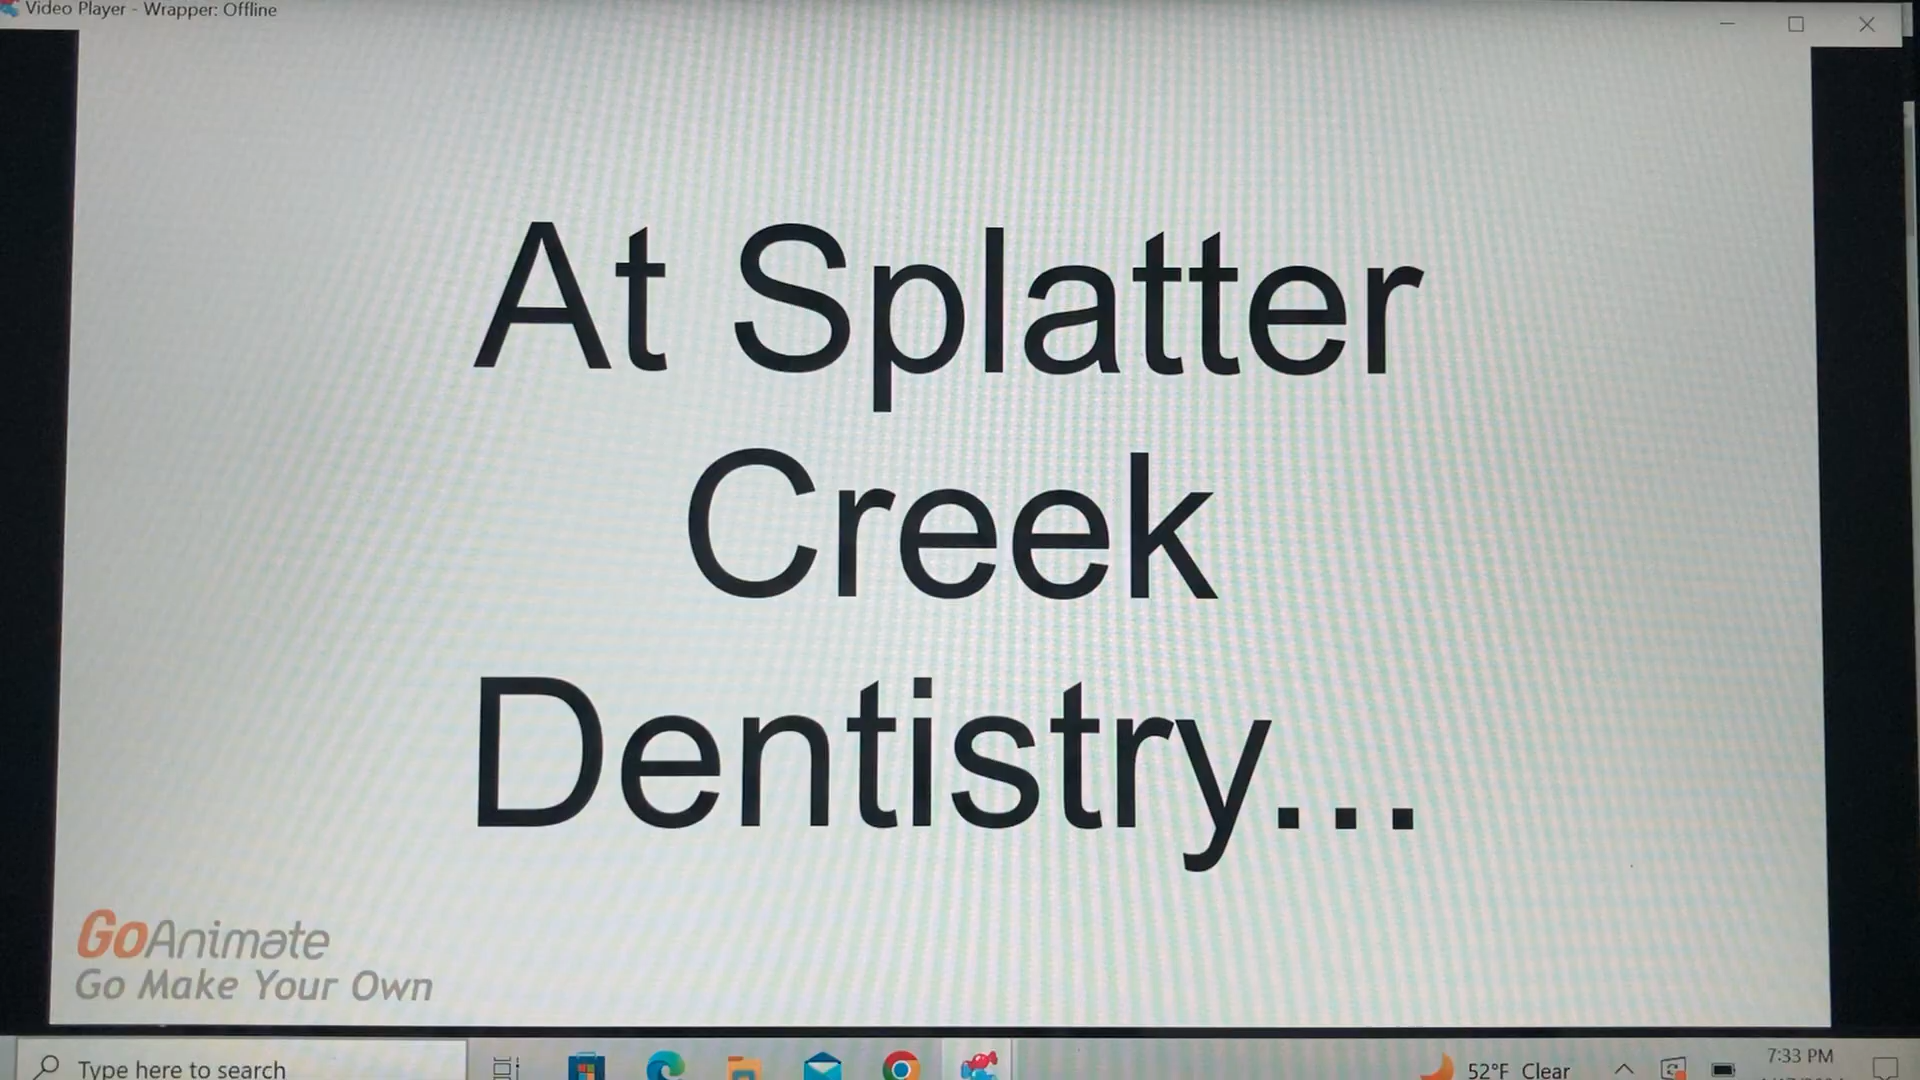 Video Player - Wrapper: Offline
At Splatter
Creek
Dentistry...
GoAnimate
Go Make Your Own
Type here to search
52°F Clear
7:33 PM